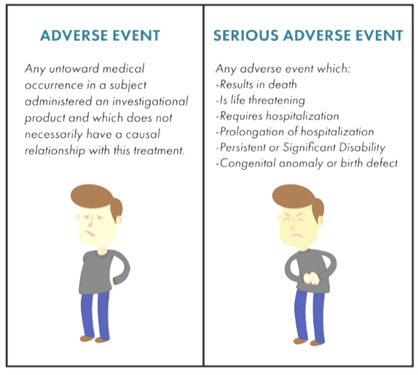 ADVERSE EVENT
Any untoward medical
occurrence in a subject
administered an investigational
product and which does not
necessarily have a causal
relationship with this treatment.
SERIOUS ADVERSE EVENT
Any adverse event which:
-Results in death
-Is life threatening
-Requires hospitalization
-Prolongation of hospitalization
-Persistent or Significant Disability
-Congenital anomaly or birth defect